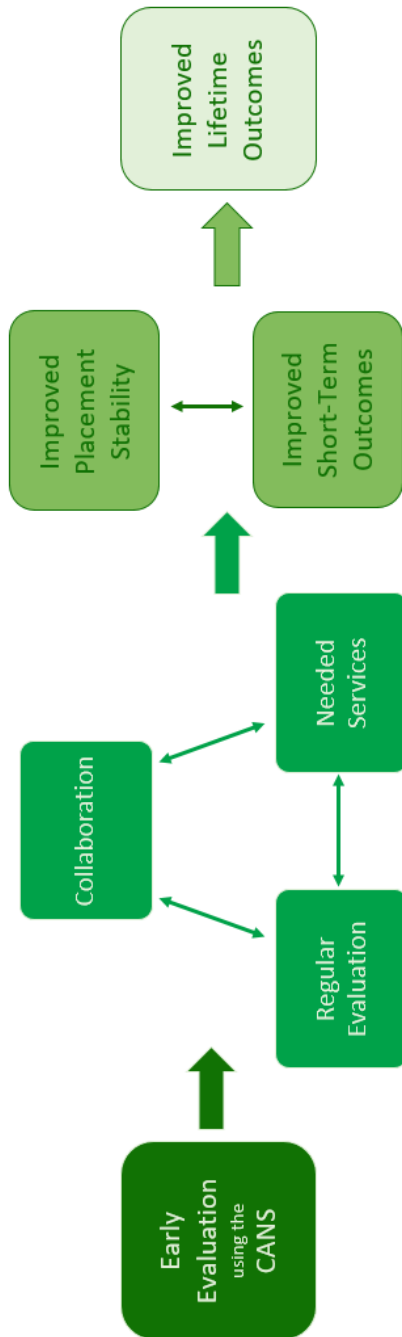 Early
Evaluation
using the
CANS
Collaboration
Regular
Evaluation
Needed
Services
Improved
Placement
Stability
Improved
Short-Term
Outcomes
Improved
Lifetime
Outcomes